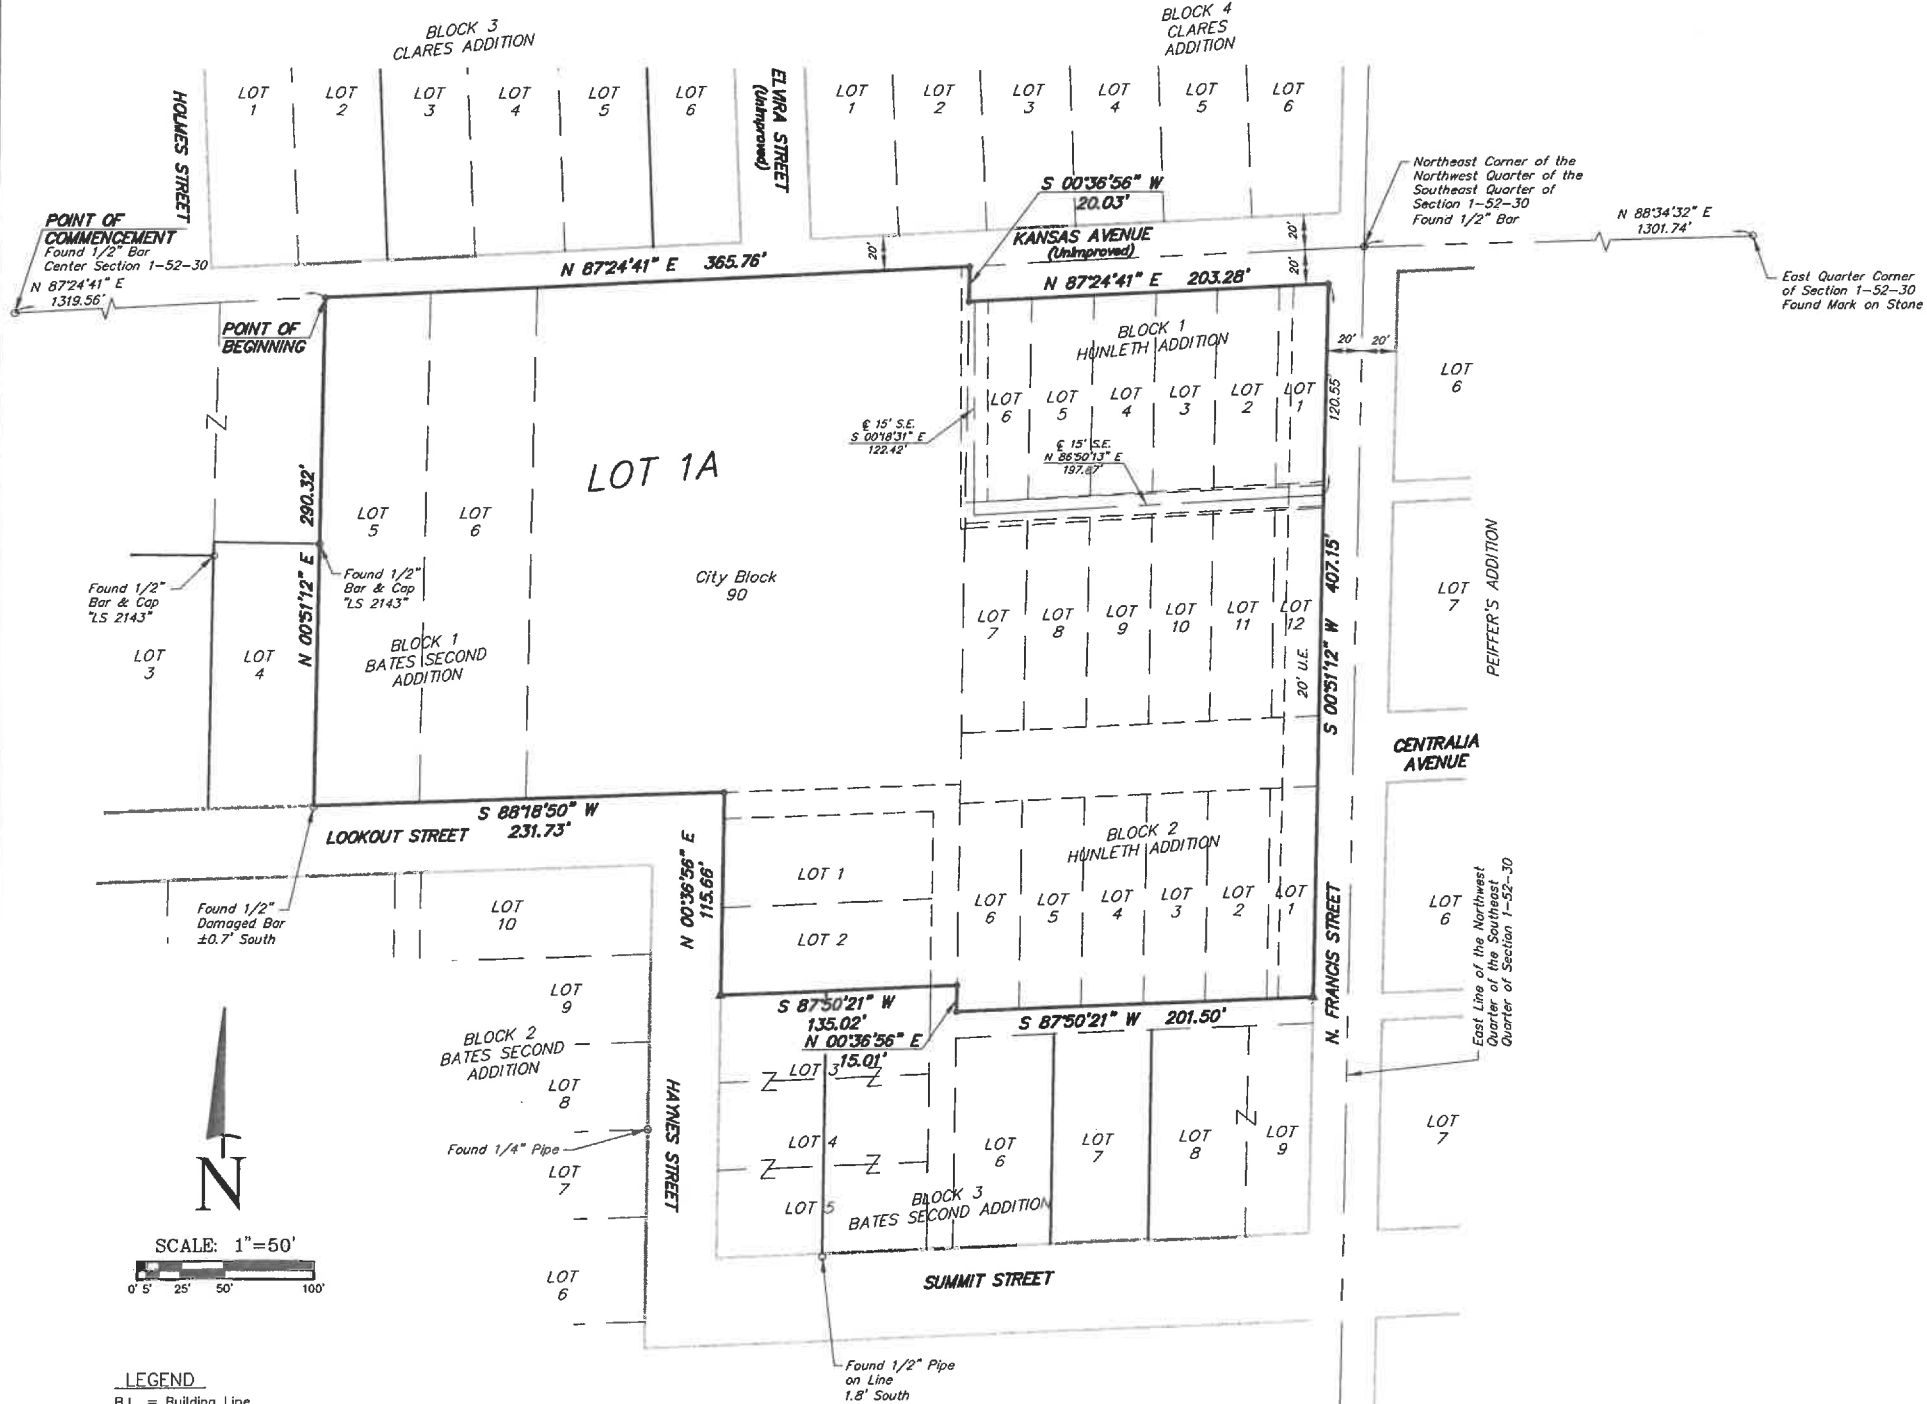 BLOCK 3
CLARES ADDITION
BLOCK 4
CLARES
ADDITION
HOLMES STREET
LOT
1
LOT
2
LOT
3
LOT
4
LOT
5
LOT
6
ELVIRA STREET
(Unimproved)
LOT
1
LOT
2
LOT
3
LOT
4
LOT
5
LOT
6
Northeast Corner of the
Northwest Quarter of the
Southeast Quarter of
Section 1-52-30
Found 1/2" Bar
N 88°34'32" E
1301.74'
East Quarter Corner
of Section 1-52-30
Found Mark on Stone
POINT OF
COMMENCEMENT
Found 1/2" Bar
Center Section 1-52-30
N 87°24'41" E
1319.56'
S 00°36'56" W
20.03'
KANSAS AVENUE
(Unimproved)
20'
20'
20'
N 87°24'41" E 365.76'
N 87°24'41" E 203.28'
POINT OF
BEGINNING
BLOCK 1
HUNLETH ADDITION
20' 20'
LOT
6
LOT
5
LOT
4
LOT
3
LOT
2
LOT
1
120.55'
LOT
6
℄ 15' S.E.
S 00°18'31" E
122.42'
℄ 15' S.E.
N 86°50'13" E
197.67'
LOT 1A
Z
N 00°51'12" E 290.32'
LOT
5
LOT
6
City Block
90
Found 1/2"
Bar & Cap
"LS 2143"
Found 1/2"
Bar & Cap
"LS 2143"
LOT
3
LOT
4
BLOCK 1
BATES SECOND
ADDITION
LOT
7
LOT
8
LOT
9
LOT
10
LOT
11
LOT
12
20' U.E.
S 00°51'12" W 407.15'
LOT
7
PEIFFER'S ADDITION
CENTRALIA
AVENUE
S 88°18'50" W
231.73'
LOOKOUT STREET
N 00°36'56" E
115.66'
LOT 1
LOT 2
BLOCK 2
HUNLETH ADDITION
LOT
6
LOT
5
LOT
4
LOT
3
LOT
2
LOT
1
N. FRANCIS STREET
LOT
6
East Line of the Northwest
Quarter of the Southeast
Quarter of Section 1-52-30
Found 1/2"
Damaged Bar
±0.7' South
LOT
10
LOT
9
BLOCK 2
BATES SECOND
ADDITION
LOT
8
Found 1/4" Pipe
LOT
7
LOT
6
HAYNES STREET
S 87°50'21" W
135.02'
N 00°36'56" E
15.01'
S 87°50'21" W 201.50'
LOT 3
Z Z
LOT 4
Z Z
LOT 5
LOT
6
LOT
7
LOT
8
Z
LOT
9
LOT
7
BLOCK 3
BATES SECOND ADDITION
SUMMIT STREET
Found 1/2" Pipe
on Line
1.8' South
N
SCALE: 1"=50'
0' 5' 25' 50' 100'
LEGEND
B.L. = Building Line